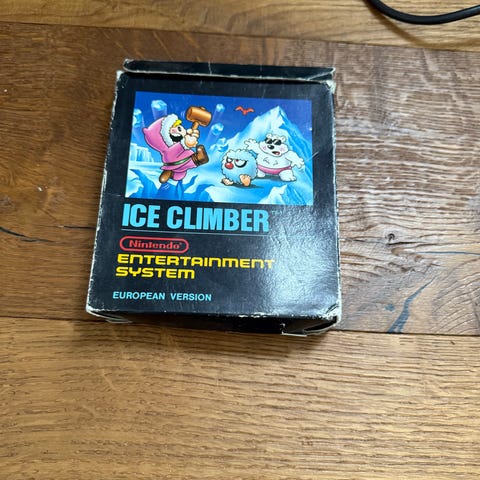 ICE CLIMBER
Nintendo
ENTERTAINMENT
SYSTEM
EUROPEAN VERSION